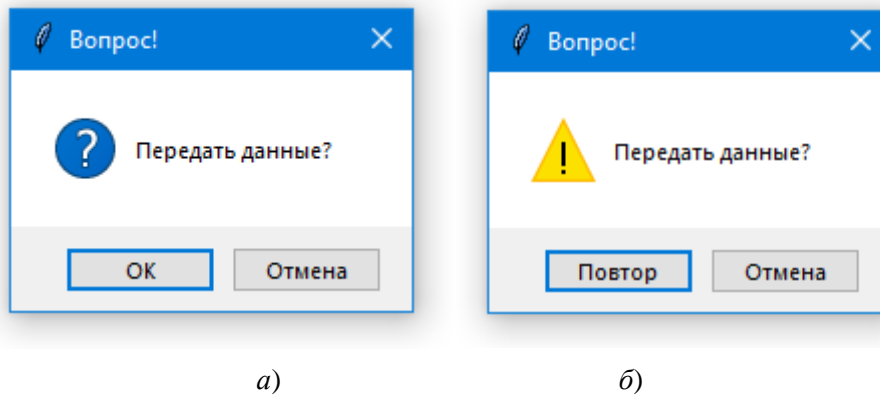 Вопрос!
Передать данные?
ОК
Отмена
Вопрос!
Передать данные?
Повтор
Отмена
а)
б)